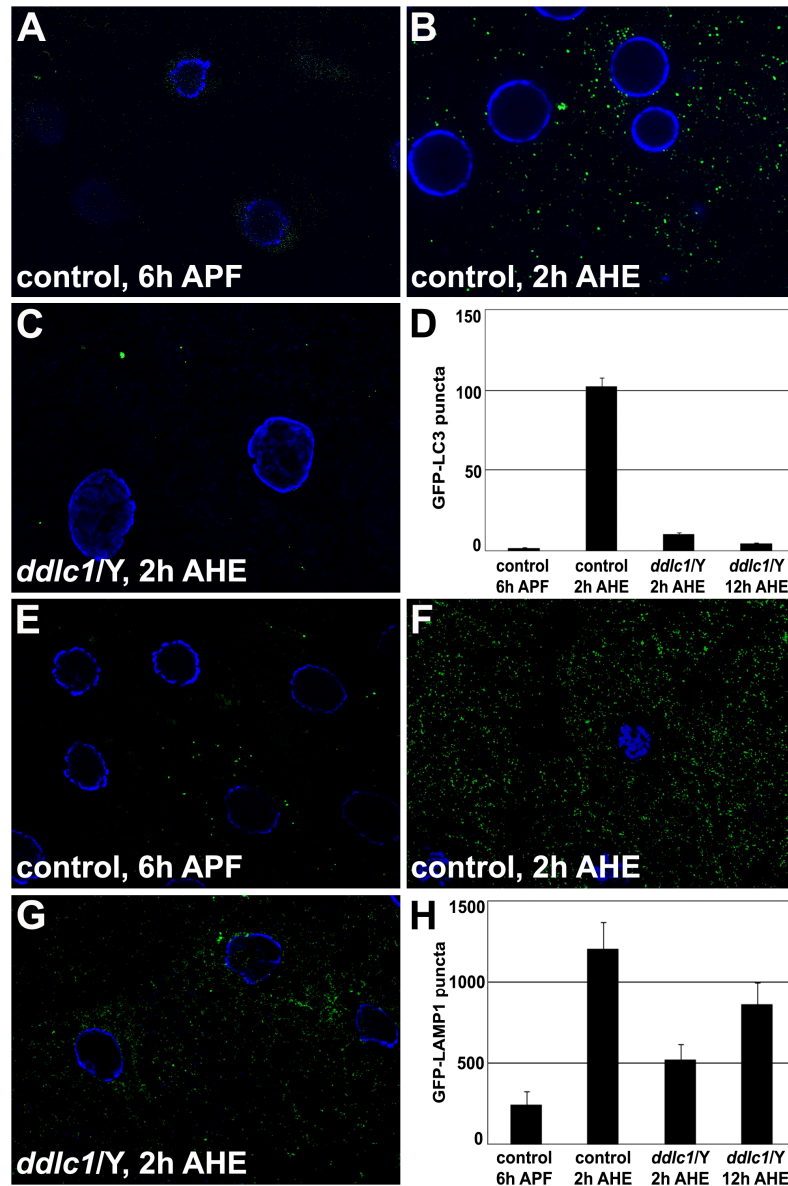 A
control, 6h APF
B
control, 2h AHE
C
ddlc1/Y, 2h AHE
D
GFP-LC3 puncta
150
100
50
0
control
6h APF
control
2h AHE
ddlc1/Y
2h AHE
ddlc1/Y
12h AHE
E
control, 6h APF
F
control, 2h AHE
G
ddlc1/Y, 2h AHE
H
GFP-LAMP1 puncta
1500
1000
500
0
control
6h APF
control
2h AHE
ddlc1/Y
2h AHE
ddlc1/Y
12h AHE